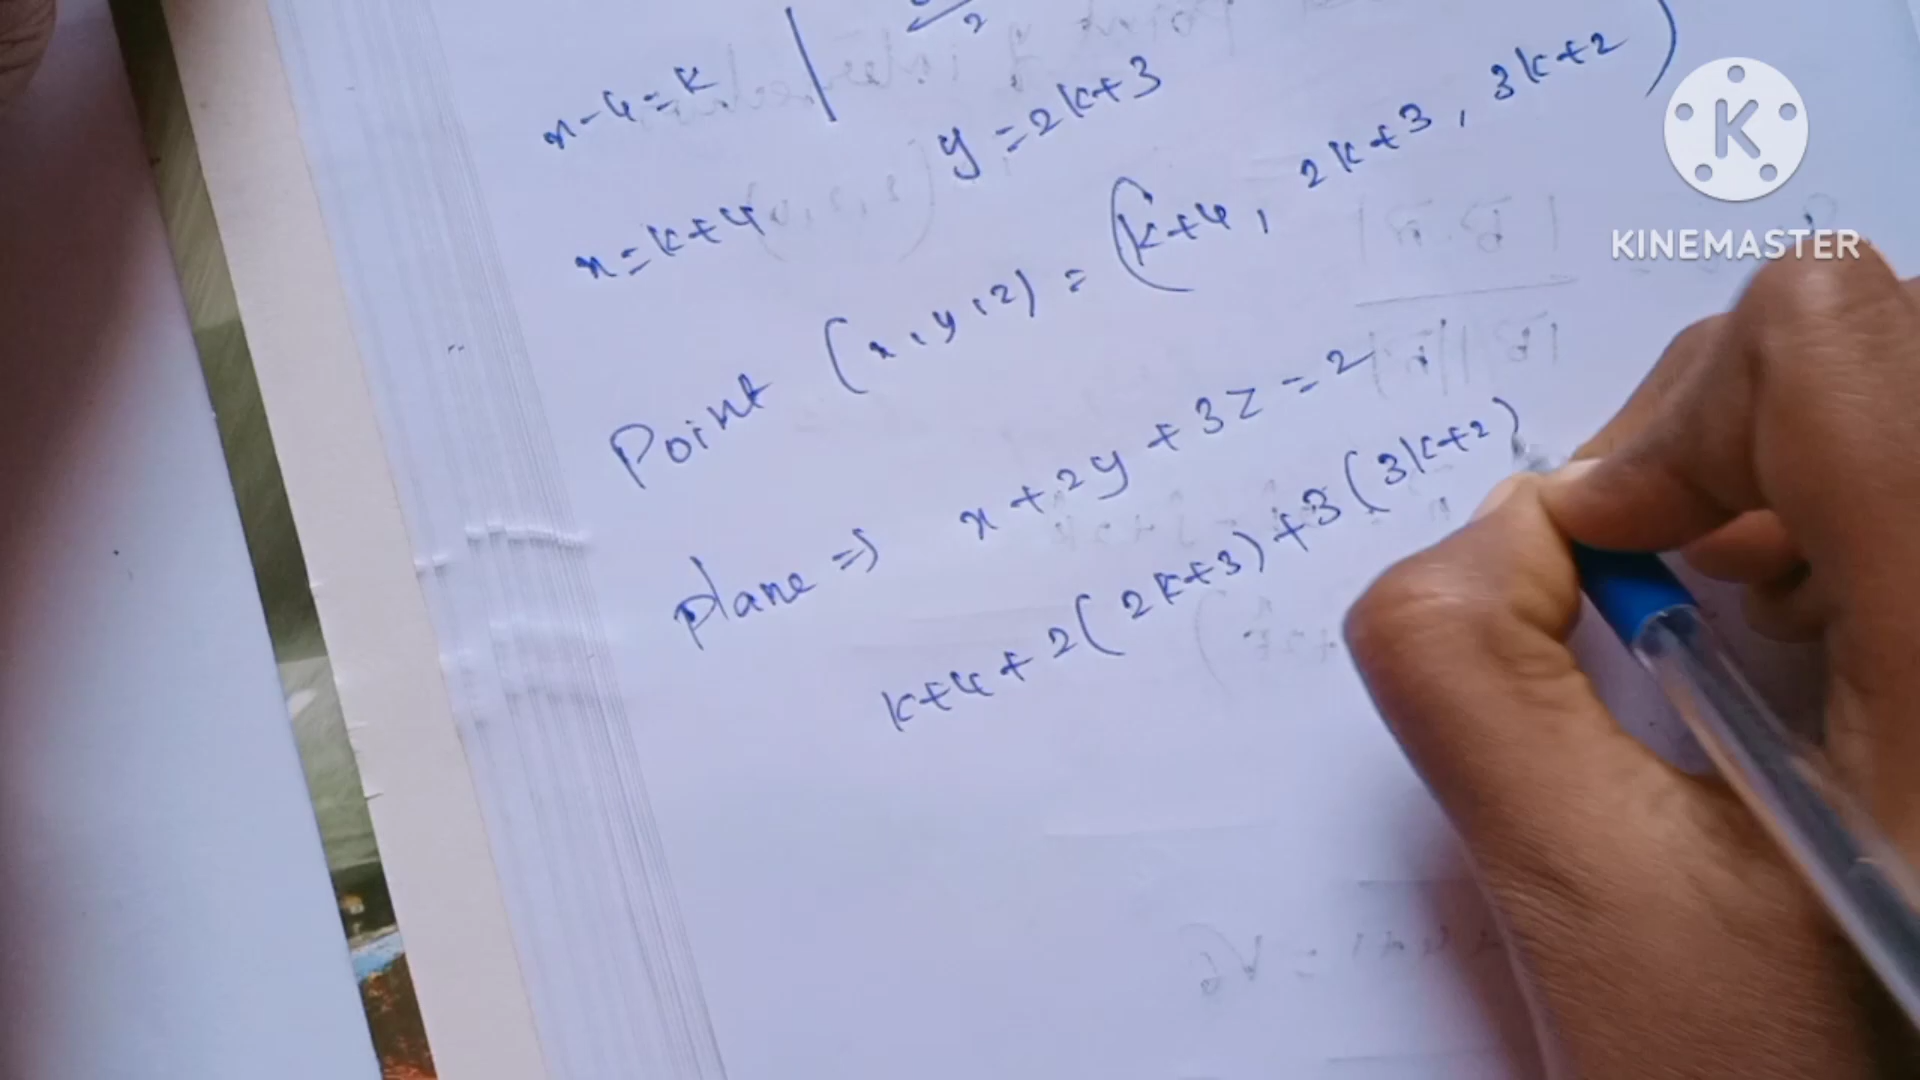 x-4=k
x=k+4
y=2k+3
Point (x,y,z) = (k+4, 2k+3, 3k+2)
plane ⇒ x+2y+3z=2
k+4+2(2k+3)+3(3k+2)
K
KINEMASTER